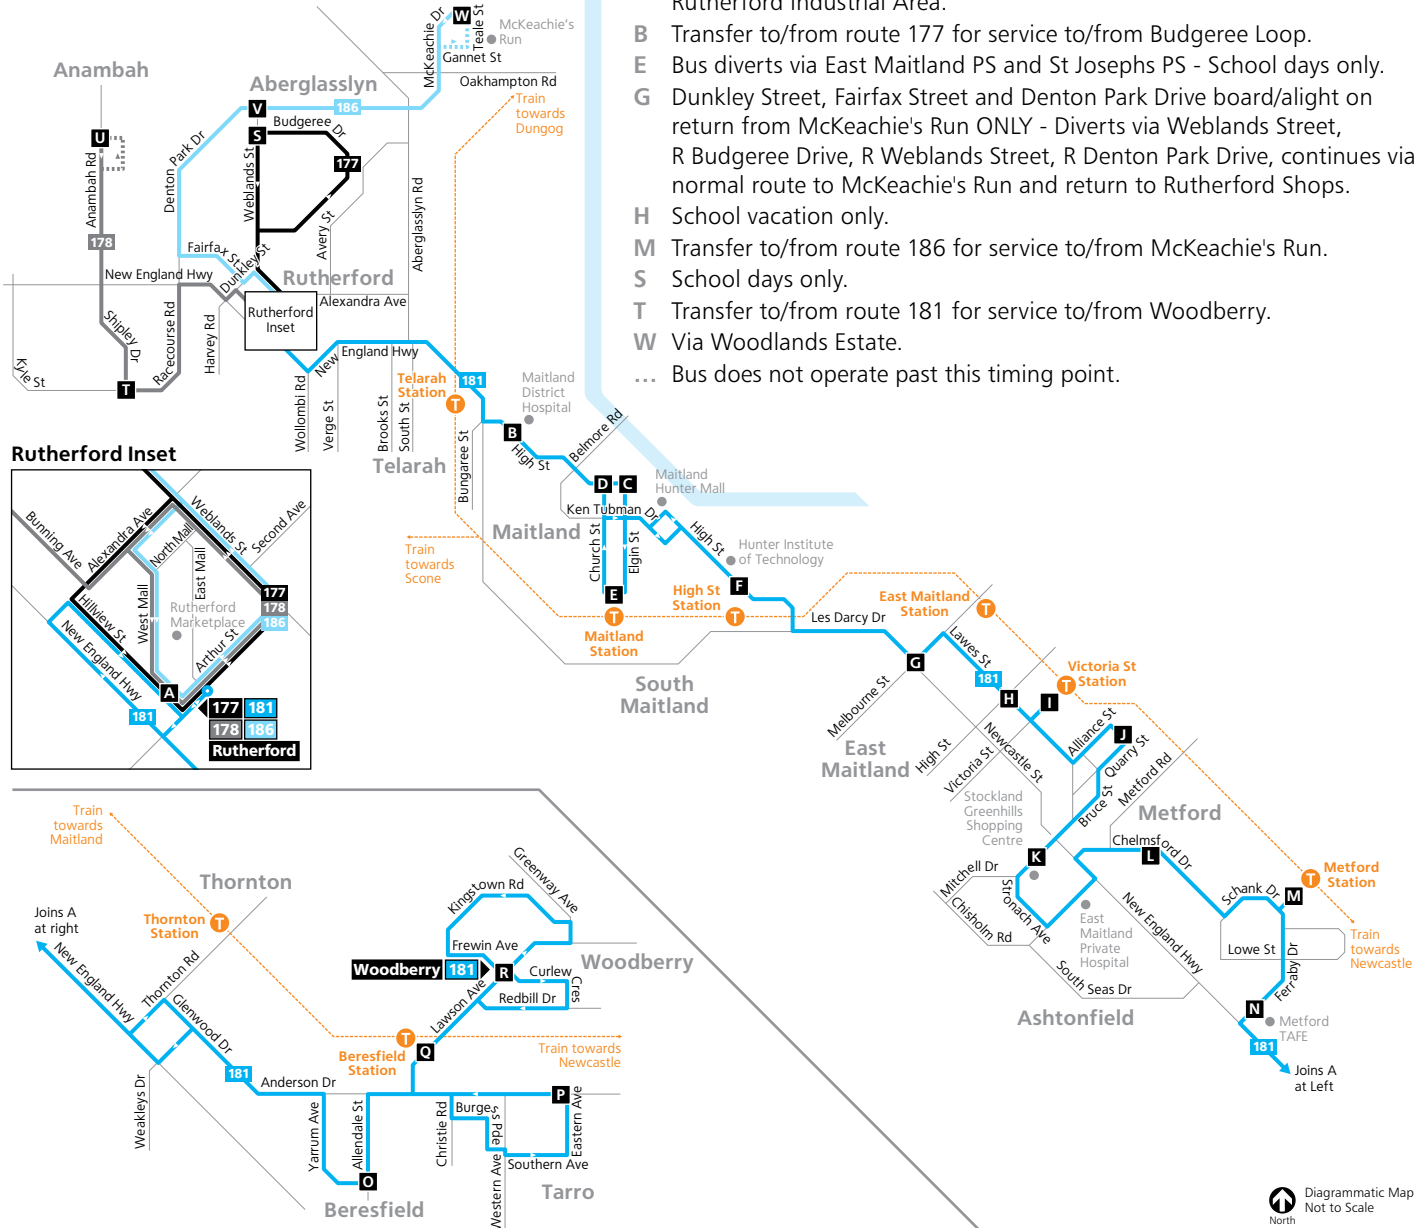 Rutherford Industrial Area.
B Transfer to/from route 177 for service to/from Budgeree Loop.
E Bus diverts via East Maitland PS and St Josephs PS - School days only.
G Dunkley Street, Fairfax Street and Denton Park Drive board/alight on
return from McKeachie's Run ONLY - Diverts via Weblands Street,
R Budgeree Drive, R Weblands Street, R Denton Park Drive, continues via
normal route to McKeachie's Run and return to Rutherford Shops.
H School vacation only.
M Transfer to/from route 186 for service to/from McKeachie's Run.
S School days only.
T Transfer to/from route 181 for service to/from Woodberry.
W Via Woodlands Estate.
... Bus does not operate past this timing point.
McKeachie Dr
W
Teale St
McKeachie's
Run
Gannet St
Oakhampton Rd
Anambah
Aberglasslyn
V
186
Train
towards
Dungog
U
S
Budgeree Dr
177
Anambah Rd
Denton Park Dr
Weblands St
Avery St
Aberglasslyn Rd
178
Fairfax St
Dunkley St
New England Hwy
Rutherford
Alexandra Ave
Rutherford
Inset
Shipley Dr
Racecourse Rd
Harvey Rd
Kyle St
T
New England Hwy
Wollombi Rd
Verge St
Brooks St
South St
Telarah
Station
T
181
Maitland
District
Hospital
B
High St
Belmore Rd
Telarah
Bungaree St
D
C
Maitland
Hunter Mall
Ken Tubman Dr
Maitland
Church St
Elgin St
High St
Hunter Institute
of Technology
Train
towards
Scone
E
F
High St
Station
T
T
Maitland
Station
Les Darcy Dr
East Maitland
Station
T
South
Maitland
G
Lawes St
181
Melbourne St
H
I
Victoria St
Station
T
High St
Victoria St
Newcastle St
East
Maitland
Alliance St
J
Quarry St
Metford Rd
Bruce St
Stockland
Greenhills
Shopping
Centre
K
Metford
Chelmsford Dr
L
Mitchell Dr
Chisholm Rd
Stronach Ave
East
Maitland
Private
Hospital
New England Hwy
South Seas Dr
Ashtonfield
Schank Dr
M
T
Metford
Station
Lowe St
Ferraby Dr
Train
towards
Newcastle
N
Metford
TAFE
181
Joins A
at Left
Rutherford Inset
Bunning Ave
Alexandra Ave
Weblands St
Second Ave
North Mall
East Mall
West Mall
Hillview St
New England Hwy
Rutherford
Marketplace
Arthur St
177
178
186
A
181
177 181
178 186
Rutherford
Train
towards
Maitland
Thornton
Thornton
Station
T
Joins A
at right
New England Hwy
Thornton Rd
Glenwood Dr
Weakleys Dr
181
Anderson Dr
Yarrum Ave
Allendale St
O
Beresfield
Beresfield
Station
T
Q
Lawson Ave
Woodberry 181
R
Kingstown Rd
Greenway Ave
Frewin Ave
Curlew Cres
Redbill Dr
Woodberry
Train towards
Newcastle
P
Christie Rd
Burgess Pde
Western Ave
Southern Ave
Eastern Ave
Tarro
North
Diagrammatic Map
Not to Scale